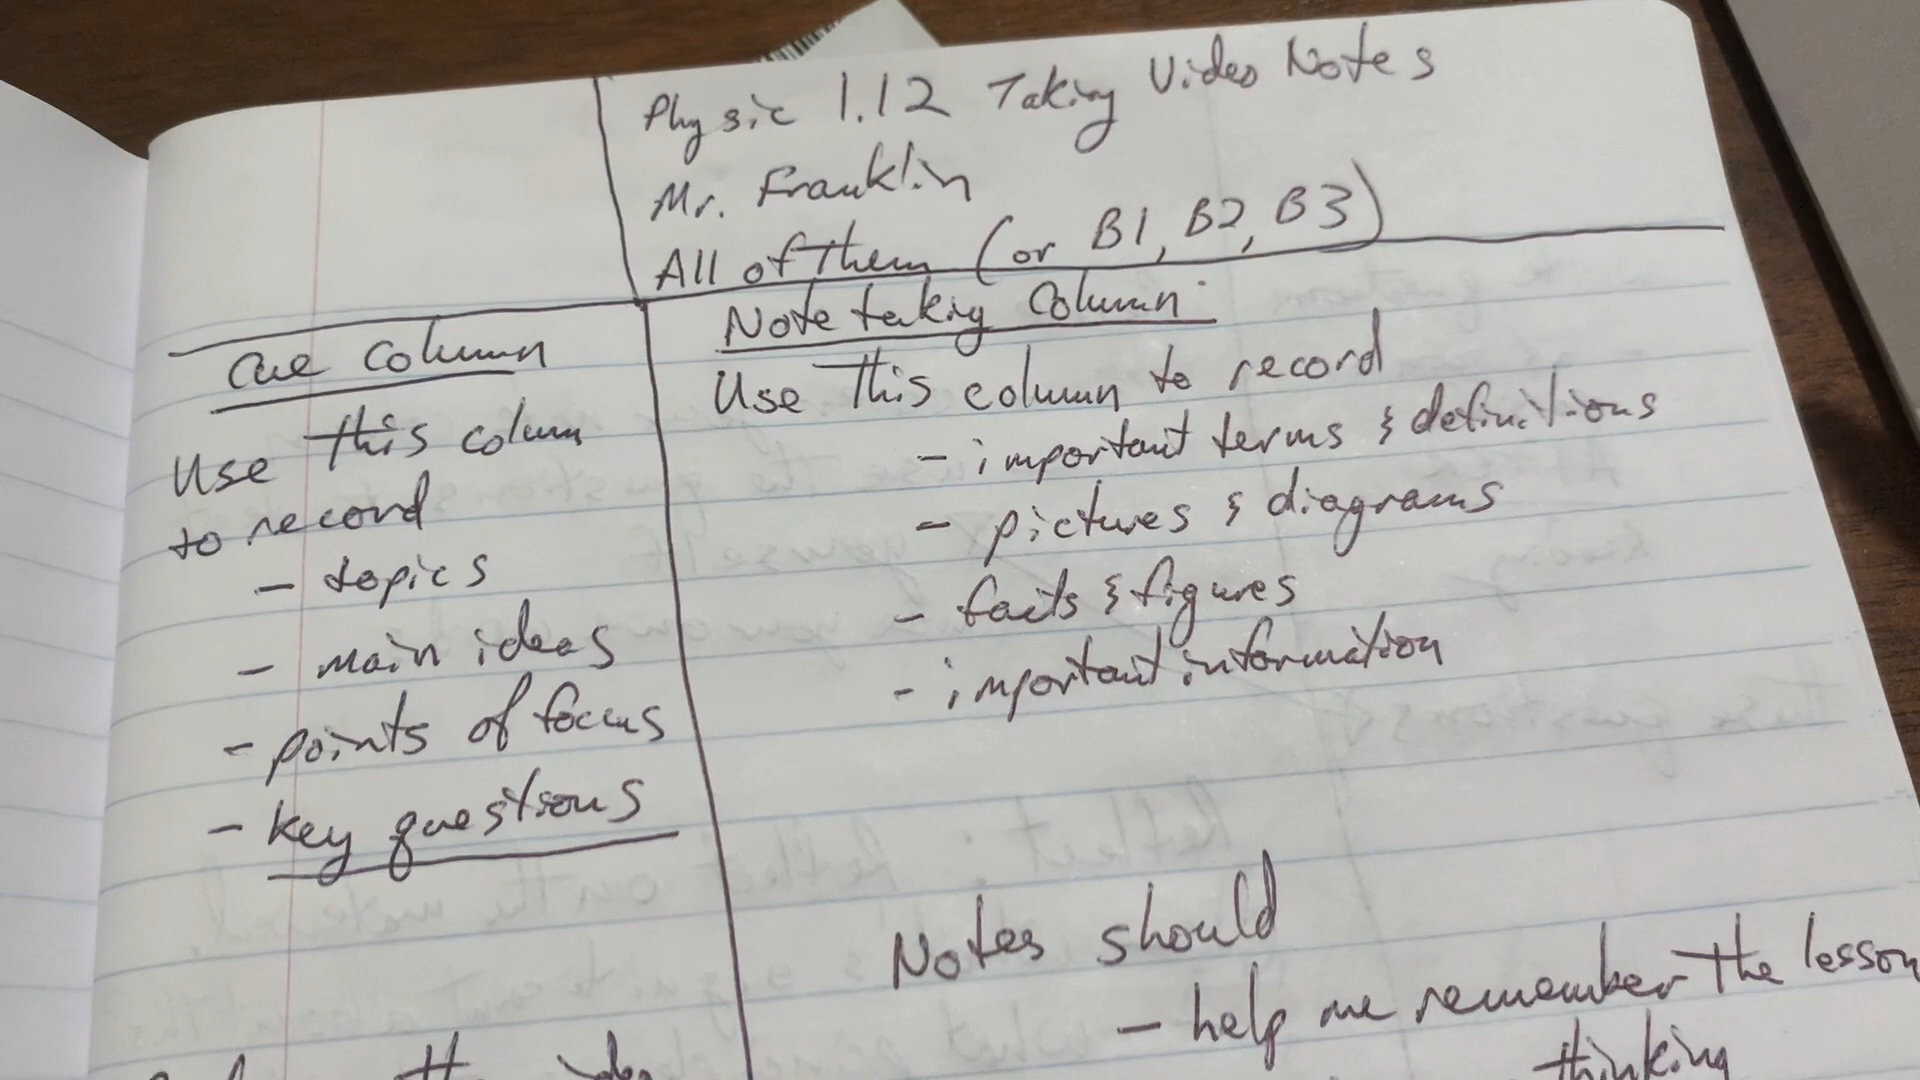 Physic 1.12 Taking Video Notes
Mr. Franklin
All of them (or B1, B2, B3)
Cue Column
Use this colum
to record
- topics
- main ideas
- points of focus
- key questions
Note taking Column
Use this column to record
- important terms & definitions
- pictures & diagrams
- facts & figures
- important information
Notes should
- help me remember the lesson
thinking